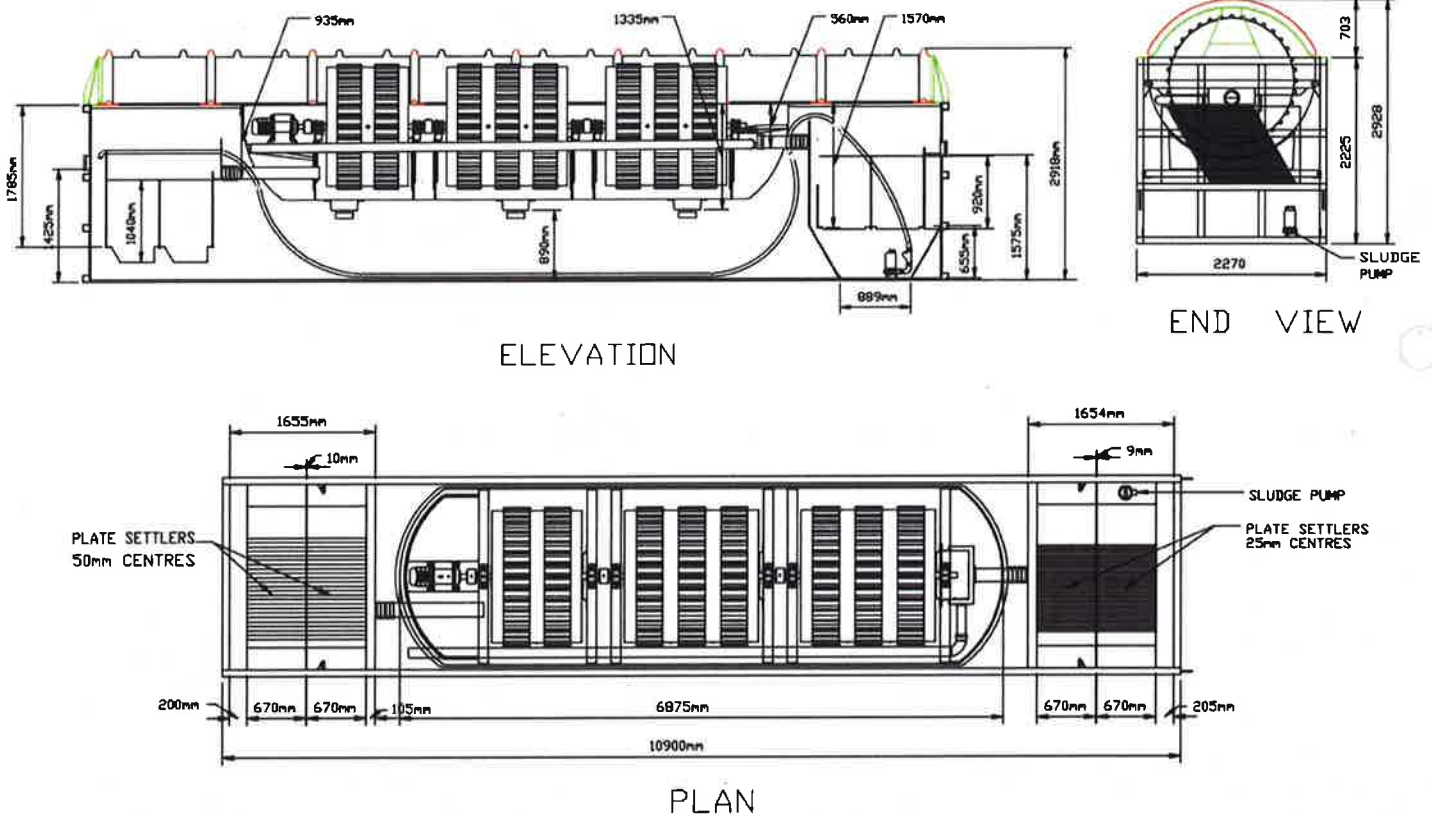 935mm
1335mm
560mm
1570mm
1785mm
1425mm
1040mm
890mm
889mm
920mm
655mm
1575mm
2918mm
ELEVATION
703
2225
2928
2270
SLUDGE
PUMP
END VIEW
1655mm
10mm
1654mm
9mm
SLUDGE PUMP
PLATE SETTLERS
50mm CENTRES
PLATE SETTLERS
25mm CENTRES
200mm
670mm
670mm
105mm
6875mm
670mm
670mm
205mm
10900mm
PLAN